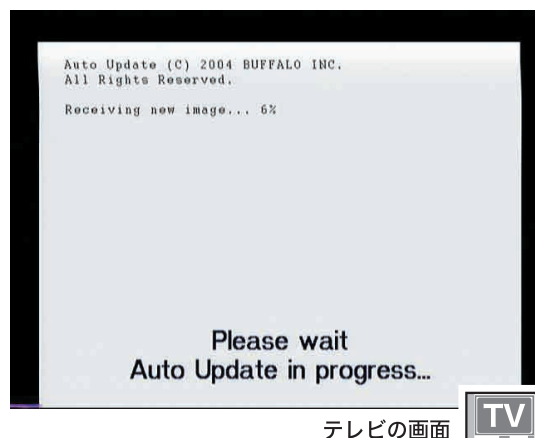 Auto Update (C) 2004 BUFFALO INC.
All Rights Reserved.
Receiving new image... 6%
Please wait
Auto Update in progress...
テレビの画面
TV